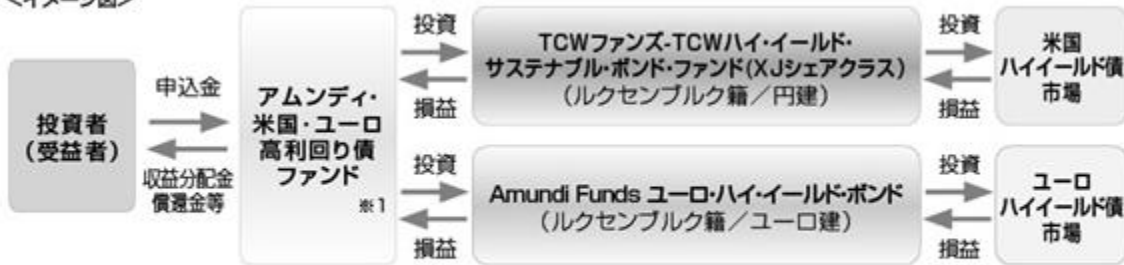 <イメージ図>
投資者
(受益者)
申込金
収益分配金
償還金等
アムンディ・
米国・ユーロ
高利回り債
ファンド
※1
投資
損益
TCWファンズ-TCWハイ・イールド・
サステナブル・ボンド・ファンド(XJシェアクラス)
(ルクセンブルク籍/円建)
投資
損益
米国
ハイイールド債
市場
投資
損益
Amundi Funds ユーロ・ハイ・イールド・ボンド
(ルクセンブルク籍/ユーロ建)
投資
損益
ユーロ
ハイイールド債
市場